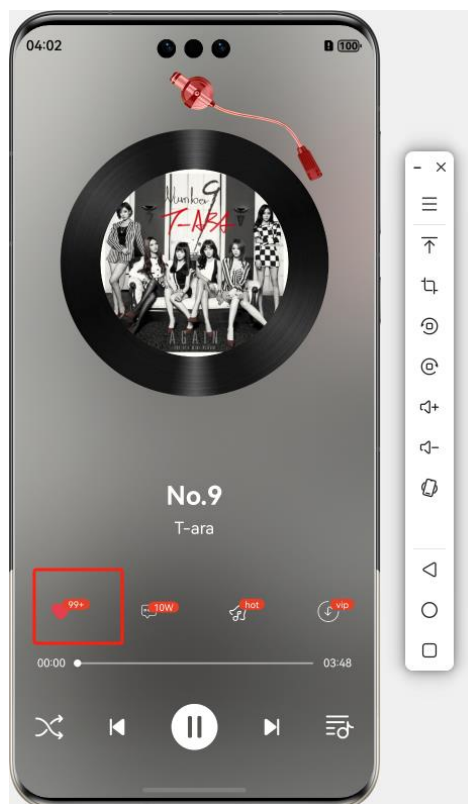 04:02
100
Number 9
T-ARA
AGAIN
No.9
T-ara
99+
10W
hot
vip
00:00
03:48